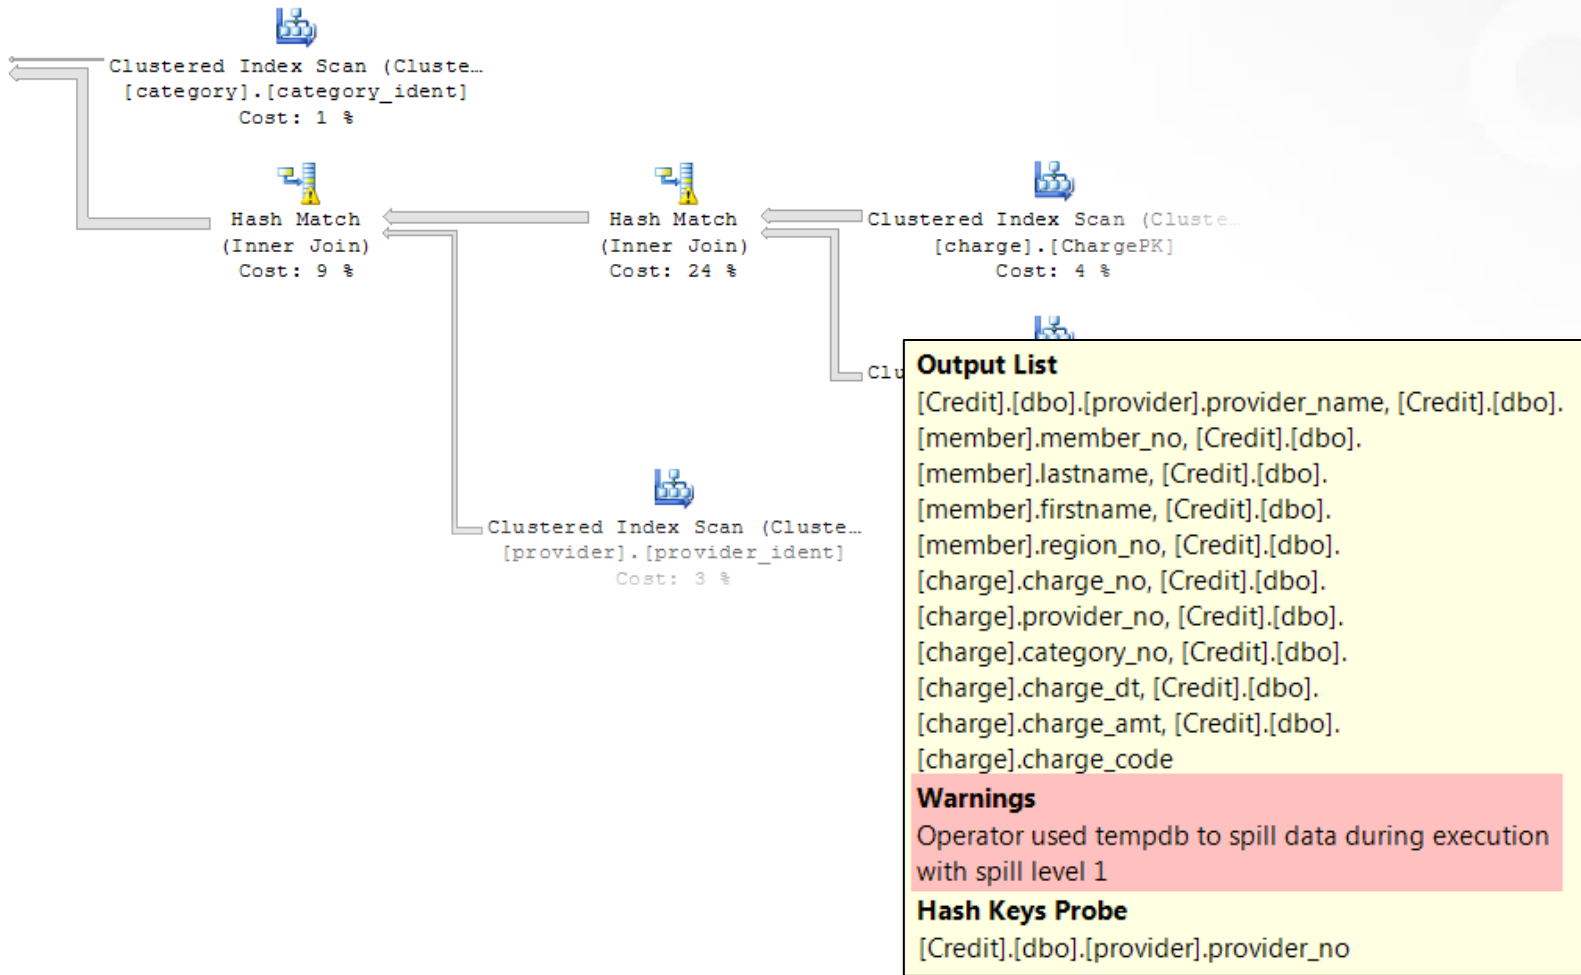 Clustered Index Scan (Cluste…
[category].[category_ident]
Cost: 1 %
Hash Match
(Inner Join)
Cost: 9 %
Hash Match
(Inner Join)
Cost: 24 %
Clustered Index Scan (Cluste…
[charge].[ChargePK]
Cost: 4 %
Clu
Clustered Index Scan (Cluste…
[provider].[provider_ident]
Cost: 3 %
Output List
[Credit].[dbo].[provider].provider_name, [Credit].[dbo].
[member].member_no, [Credit].[dbo].
[member].lastname, [Credit].[dbo].
[member].firstname, [Credit].[dbo].
[member].region_no, [Credit].[dbo].
[charge].charge_no, [Credit].[dbo].
[charge].provider_no, [Credit].[dbo].
[charge].category_no, [Credit].[dbo].
[charge].charge_dt, [Credit].[dbo].
[charge].charge_amt, [Credit].[dbo].
[charge].charge_code
Warnings
Operator used tempdb to spill data during execution
with spill level 1
Hash Keys Probe
[Credit].[dbo].[provider].provider_no